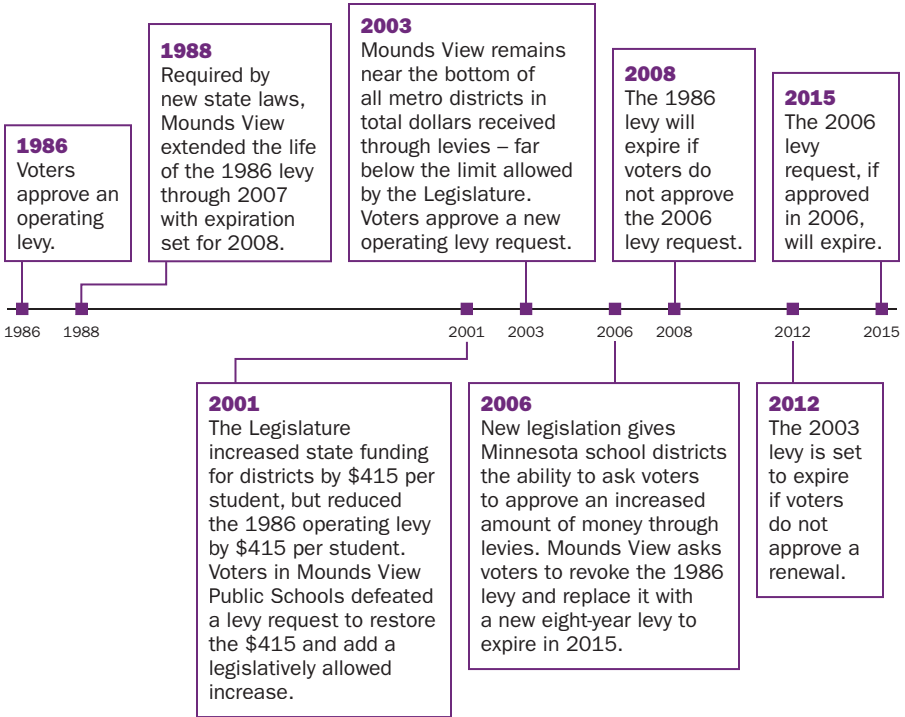 1986
Voters
approve an
operating
levy.
1988
Required by
new state laws,
Mounds View
extended the life
of the 1986 levy
through 2007
with expiration
set for 2008.
2003
Mounds View remains
near the bottom of
all metro districts in
total dollars received
through levies – far
below the limit allowed
by the Legislature.
Voters approve a new
operating levy request.
2008
The 1986
levy will
expire if
voters do
not approve
the 2006
levy request.
2015
The 2006
levy
request, if
approved
in 2006,
will expire.
1986 1988 2001 2003 2006 2008 2012 2015
2001
The Legislature
increased state funding
for districts by $415 per
student, but reduced
the 1986 operating levy
by $415 per student.
Voters in Mounds View
Public Schools defeated
a levy request to restore
the $415 and add a
legislatively allowed
increase.
2006
New legislation gives
Minnesota school districts
the ability to ask voters
to approve an increased
amount of money through
levies. Mounds View asks
voters to revoke the 1986
levy and replace it with
a new eight-year levy to
expire in 2015.
2012
The 2003
levy is set
to expire
if voters
do not
approve a
renewal.